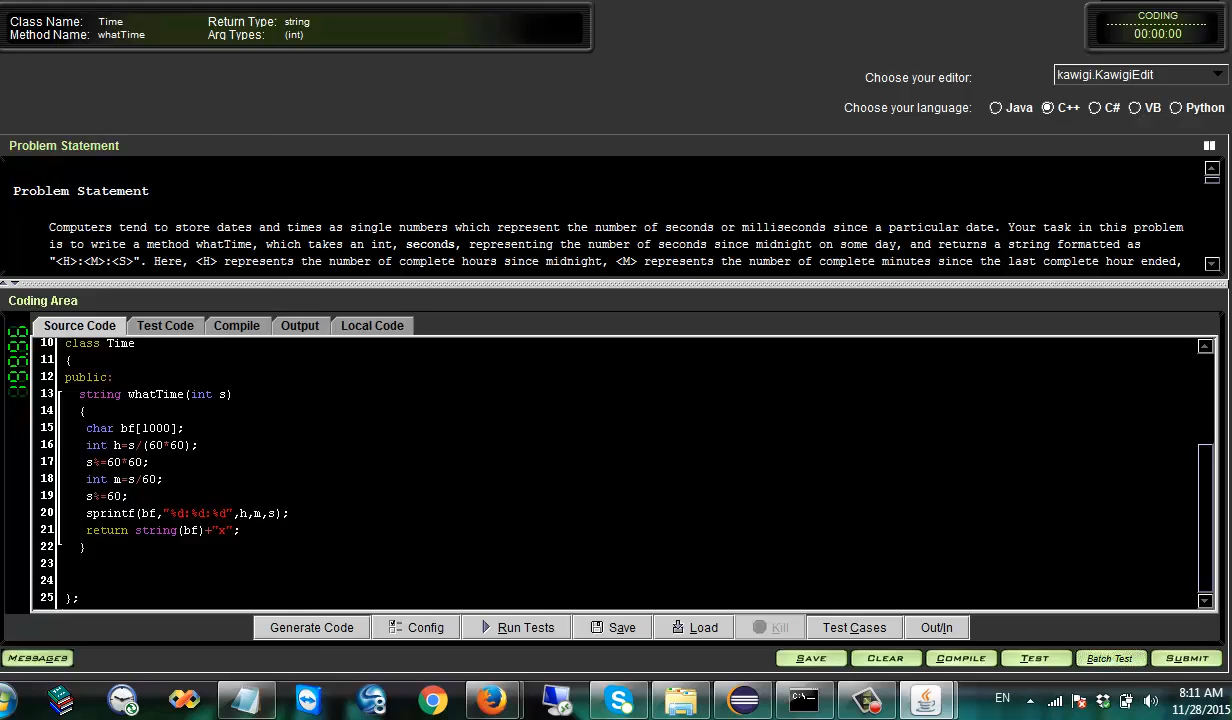 Class Name: Time Return Type: string
Method Name: whatTime Arg Types: (int)
CODING
00:00:00
Choose your editor: kawigi.KawigiEdit
Choose your language: Java C++ C# VB Python
Problem Statement
Problem Statement
Computers tend to store dates and times as single numbers which represent the number of seconds or milliseconds since a particular date. Your task in this problem
is to write a method whatTime, which takes an int, seconds, representing the number of seconds since midnight on some day, and returns a string formatted as
"<H>:<M>:<S>". Here, <H> represents the number of complete hours since midnight, <M> represents the number of complete minutes since the last complete hour ended,
Coding Area
Source Code Test Code Compile Output Local Code
10 class Time
11 {
12 public:
13 string whatTime(int s)
14 {
15 char bf[1000];
16 int h=s/(60*60);
17 s%=60*60;
18 int m=s/60;
19 s%=60;
20 sprintf(bf,"%d:%d:%d",h,m,s);
21 return string(bf)+"x";
22 }
23
24
25 };
Generate Code Config Run Tests Save Load Kill Test Cases Out/In
MESSAGES SAVE CLEAR COMPILE TEST Batch Test SUBMIT
EN 8:11 AM
11/28/2015